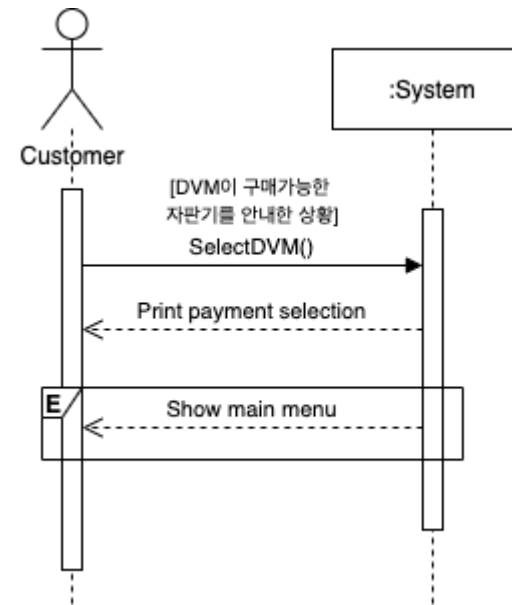 :System
Customer
[DVM이 구매가능한
자판기를 안내한 상황]
SelectDVM()
Print payment selection
E
Show main menu